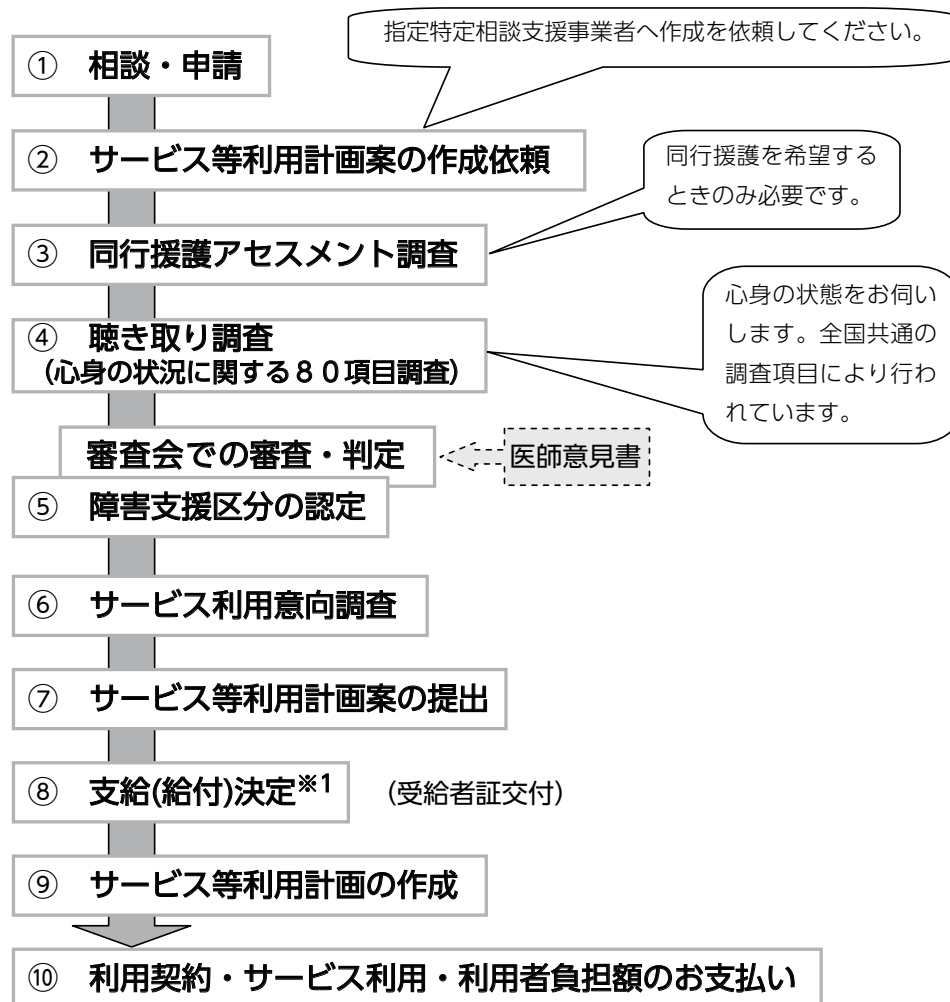 指定特定相談支援事業者へ作成を依頼してください。
① 相談・申請
② サービス等利用計画案の作成依頼
同行援護を希望する
ときのみ必要です。
③ 同行援護アセスメント調査
心身の状態をお伺い
します。全国共通の
調査項目により行わ
れています。
④ 聴き取り調査
（心身の状況に関する８０項目調査）
審査会での審査・判定
医師意見書
⑤ 障害支援区分の認定
⑥ サービス利用意向調査
⑦ サービス等利用計画案の提出
⑧ 支給(給付)決定※1 （受給者証交付）
⑨ サービス等利用計画の作成
⑩ 利用契約・サービス利用・利用者負担額のお支払い